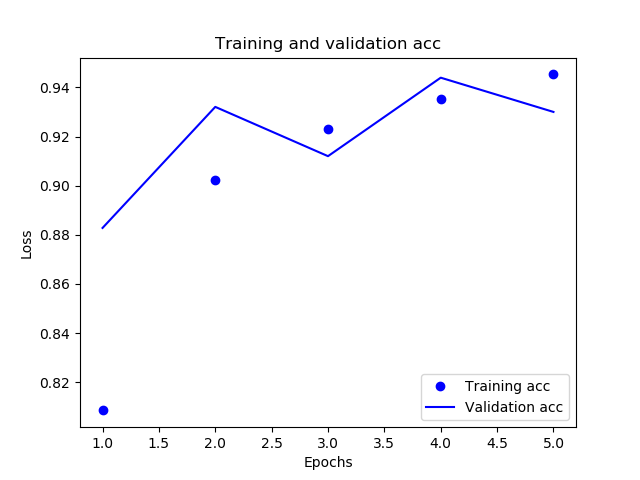 Training and validation acc
0.94
0.92
0.90
0.88
0.86
0.84
0.82
Loss
Training acc
Validation acc
1.0 1.5 2.0 2.5 3.0 3.5 4.0 4.5 5.0
Epochs